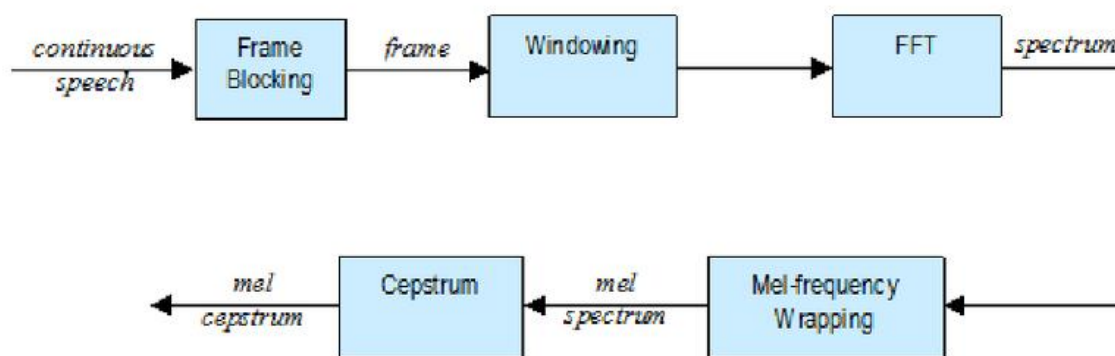 continuous
speech
Frame
Blocking
frame
Windowing
FFT
spectrum
mel
cepstrum
Cepstrum
mel
spectrum
Mel-frequency
Wrapping